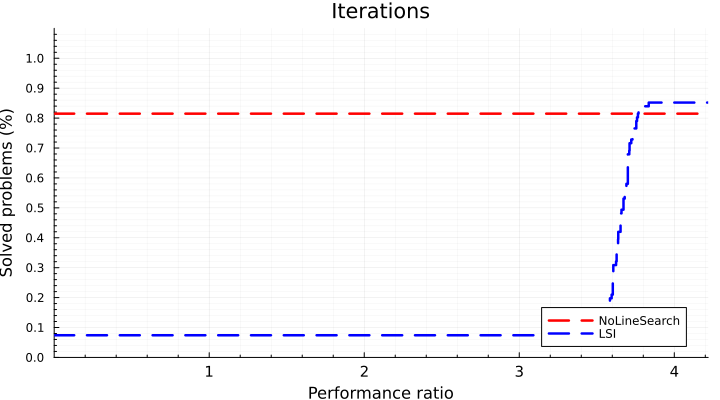 Iterations
Solved problems (%)
1.0
0.9
0.8
0.7
0.6
0.5
0.4
0.3
0.2
0.1
0.0
NoLineSearch
LSI
1 2 3 4
Performance ratio